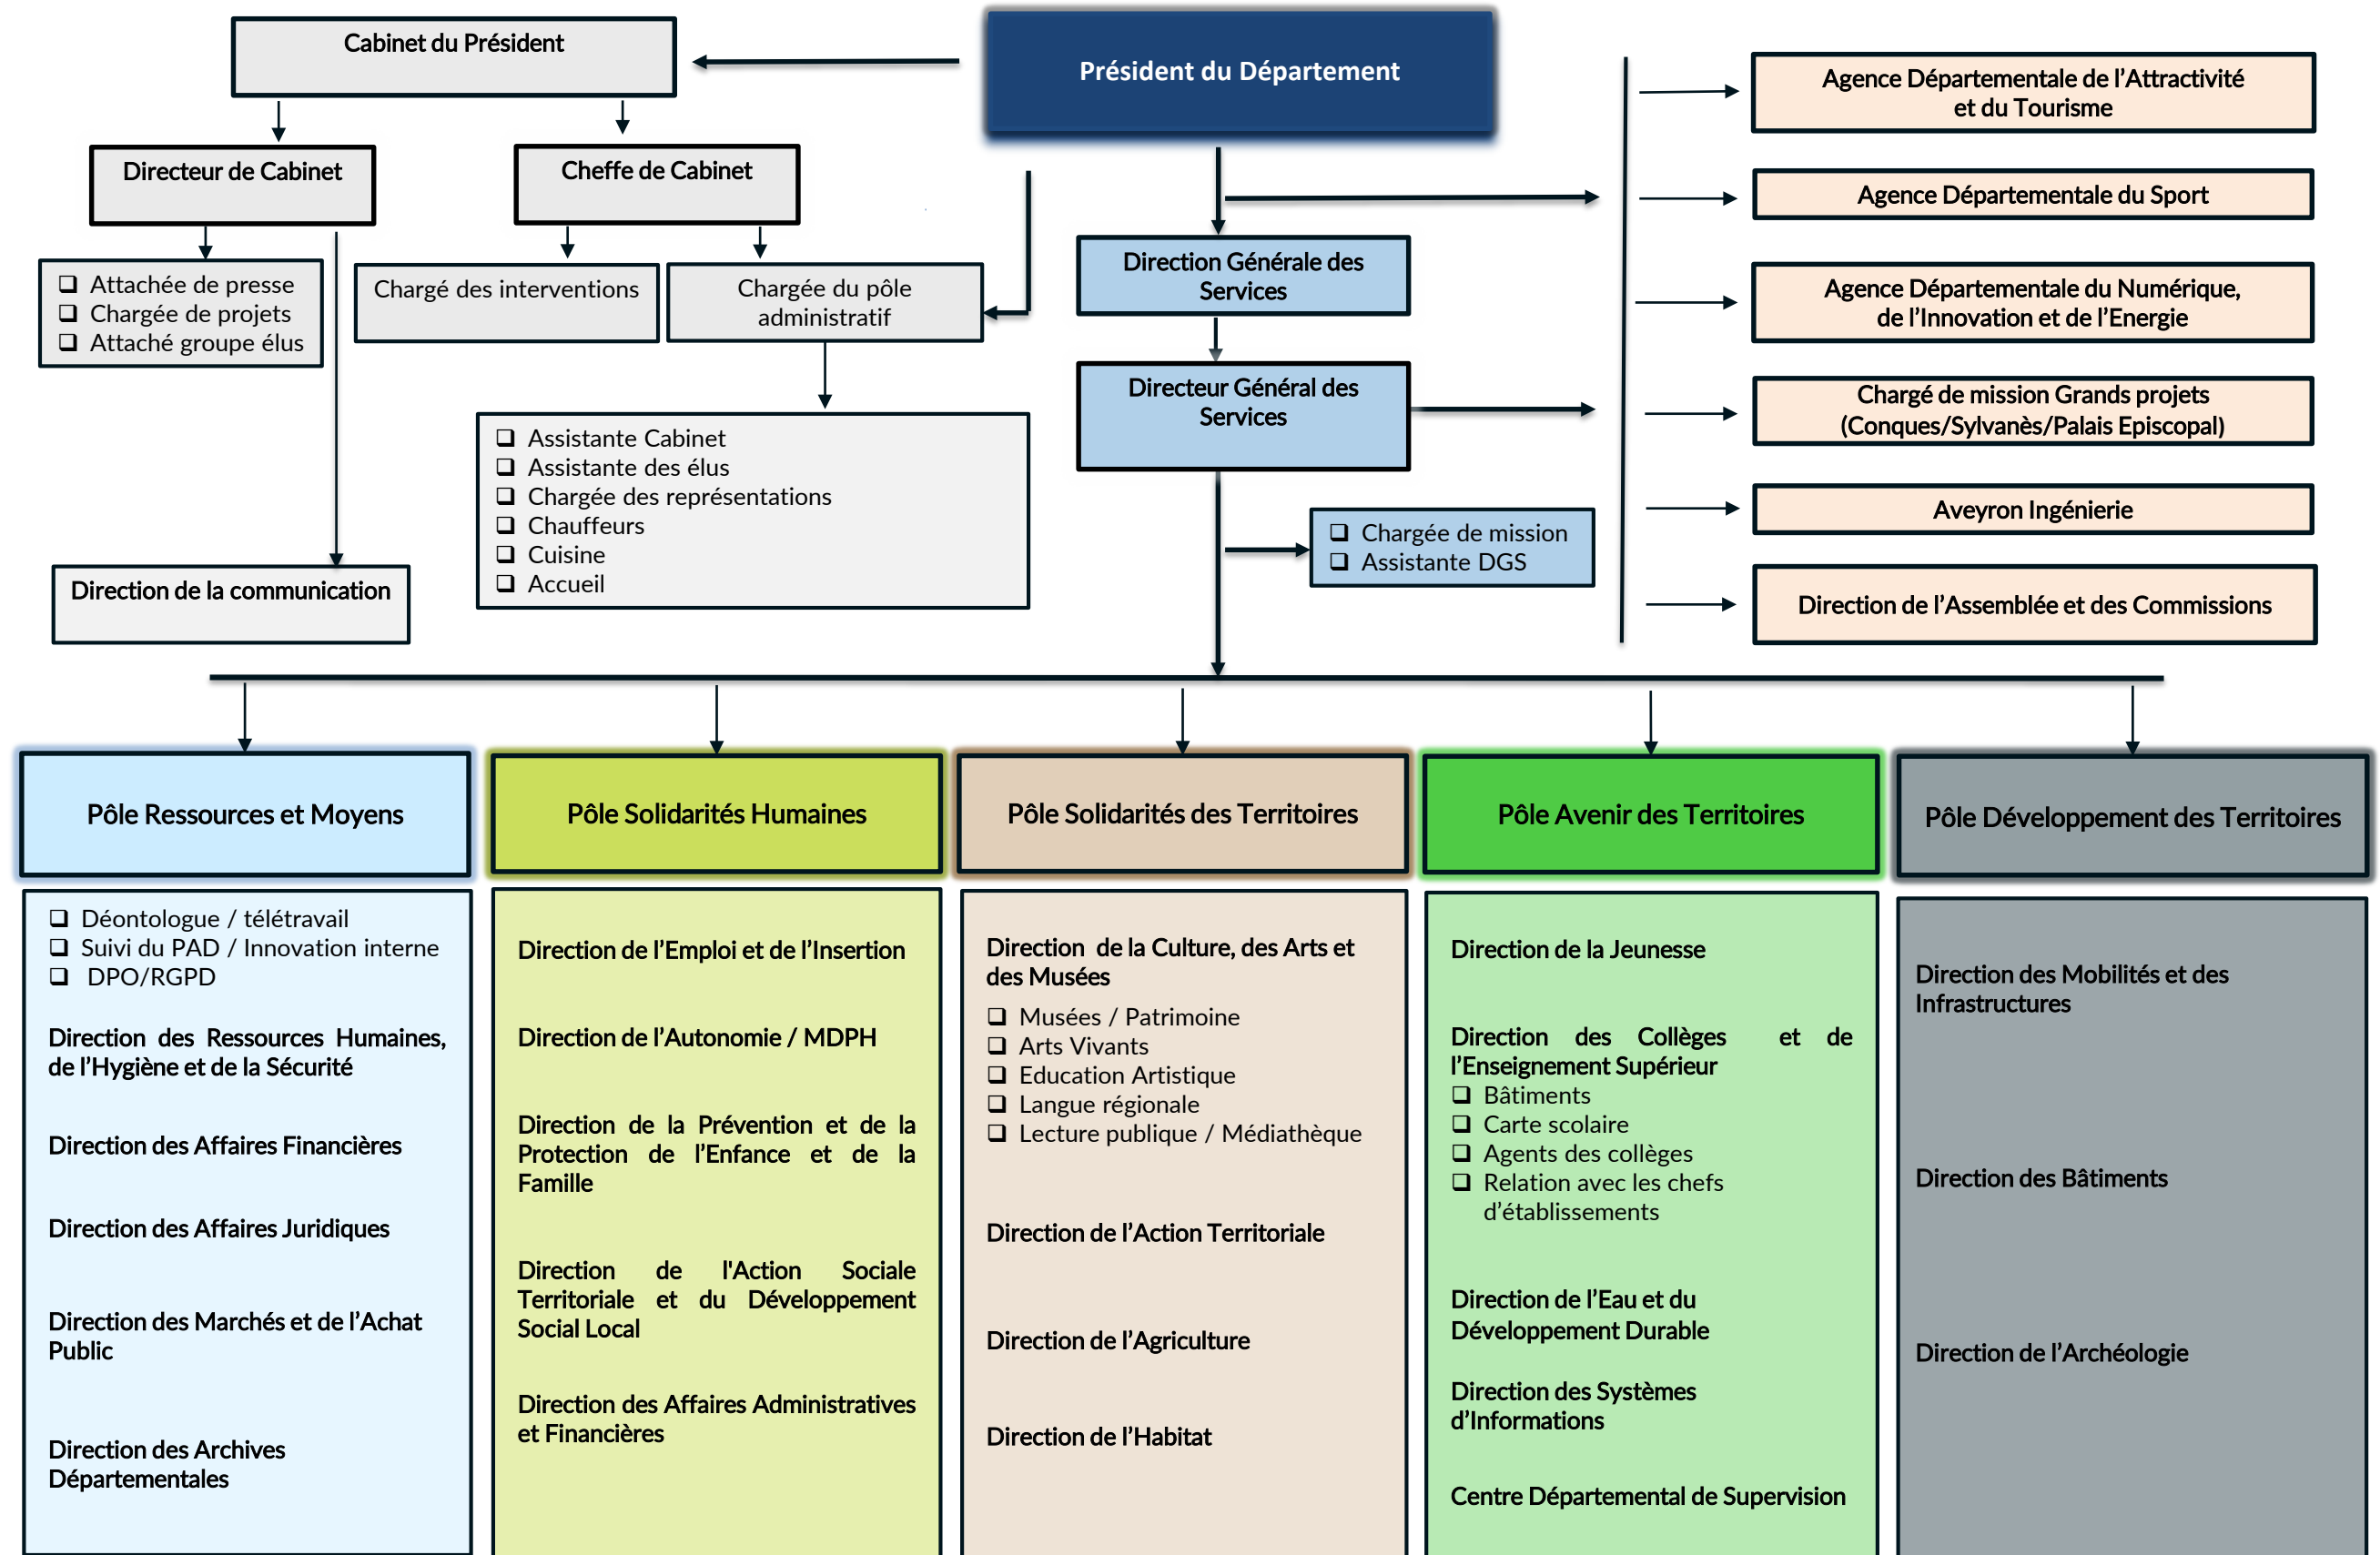 Cabinet du Président
Président du Département
Directeur de Cabinet
Cheffe de Cabinet
❑ Attachée de presse
❑ Chargée de projets
❑ Attaché groupe élus
Chargé des interventions
Chargée du pôle
administratif
❑ Assistante Cabinet
❑ Assistante des élus
❑ Chargée des représentations
❑ Chauffeurs
❑ Cuisine
❑ Accueil
Direction de la communication
Direction Générale des
Services
Directeur Général des
Services
❑ Chargée de mission
❑ Assistante DGS
Agence Départementale de l’Attractivité
et du Tourisme
Agence Départementale du Sport
Agence Départementale du Numérique,
de l’Innovation et de l’Energie
Chargé de mission Grands projets
(Conques/Sylvanès/Palais Episcopal)
Aveyron Ingénierie
Direction de l’Assemblée et des Commissions
Pôle Ressources et Moyens
❑ Déontologue / télétravail
❑ Suivi du PAD / Innovation interne
❑ DPO/RGPD
Direction des Ressources Humaines,
de l’Hygiène et de la Sécurité
Direction des Affaires Financières
Direction des Affaires Juridiques
Direction des Marchés et de l’Achat
Public
Direction des Archives
Départementales
Pôle Solidarités Humaines
Direction de l’Emploi et de l’Insertion
Direction de l’Autonomie / MDPH
Direction de la Prévention et de la
Protection de l’Enfance et de la
Famille
Direction de l'Action Sociale
Territoriale et du Développement
Social Local
Direction des Affaires Administratives
et Financières
Pôle Solidarités des Territoires
Direction de la Culture, des Arts et
des Musées
❑ Musées / Patrimoine
❑ Arts Vivants
❑ Education Artistique
❑ Langue régionale
❑ Lecture publique / Médiathèque
Direction de l’Action Territoriale
Direction de l’Agriculture
Direction de l’Habitat
Pôle Avenir des Territoires
Direction de la Jeunesse
Direction des Collèges et de
l’Enseignement Supérieur
❑ Bâtiments
❑ Carte scolaire
❑ Agents des collèges
❑ Relation avec les chefs
d’établissements
Direction de l’Eau et du
Développement Durable
Direction des Systèmes
d’Informations
Centre Départemental de Supervision
Pôle Développement des Territoires
Direction des Mobilités et des
Infrastructures
Direction des Bâtiments
Direction de l’Archéologie